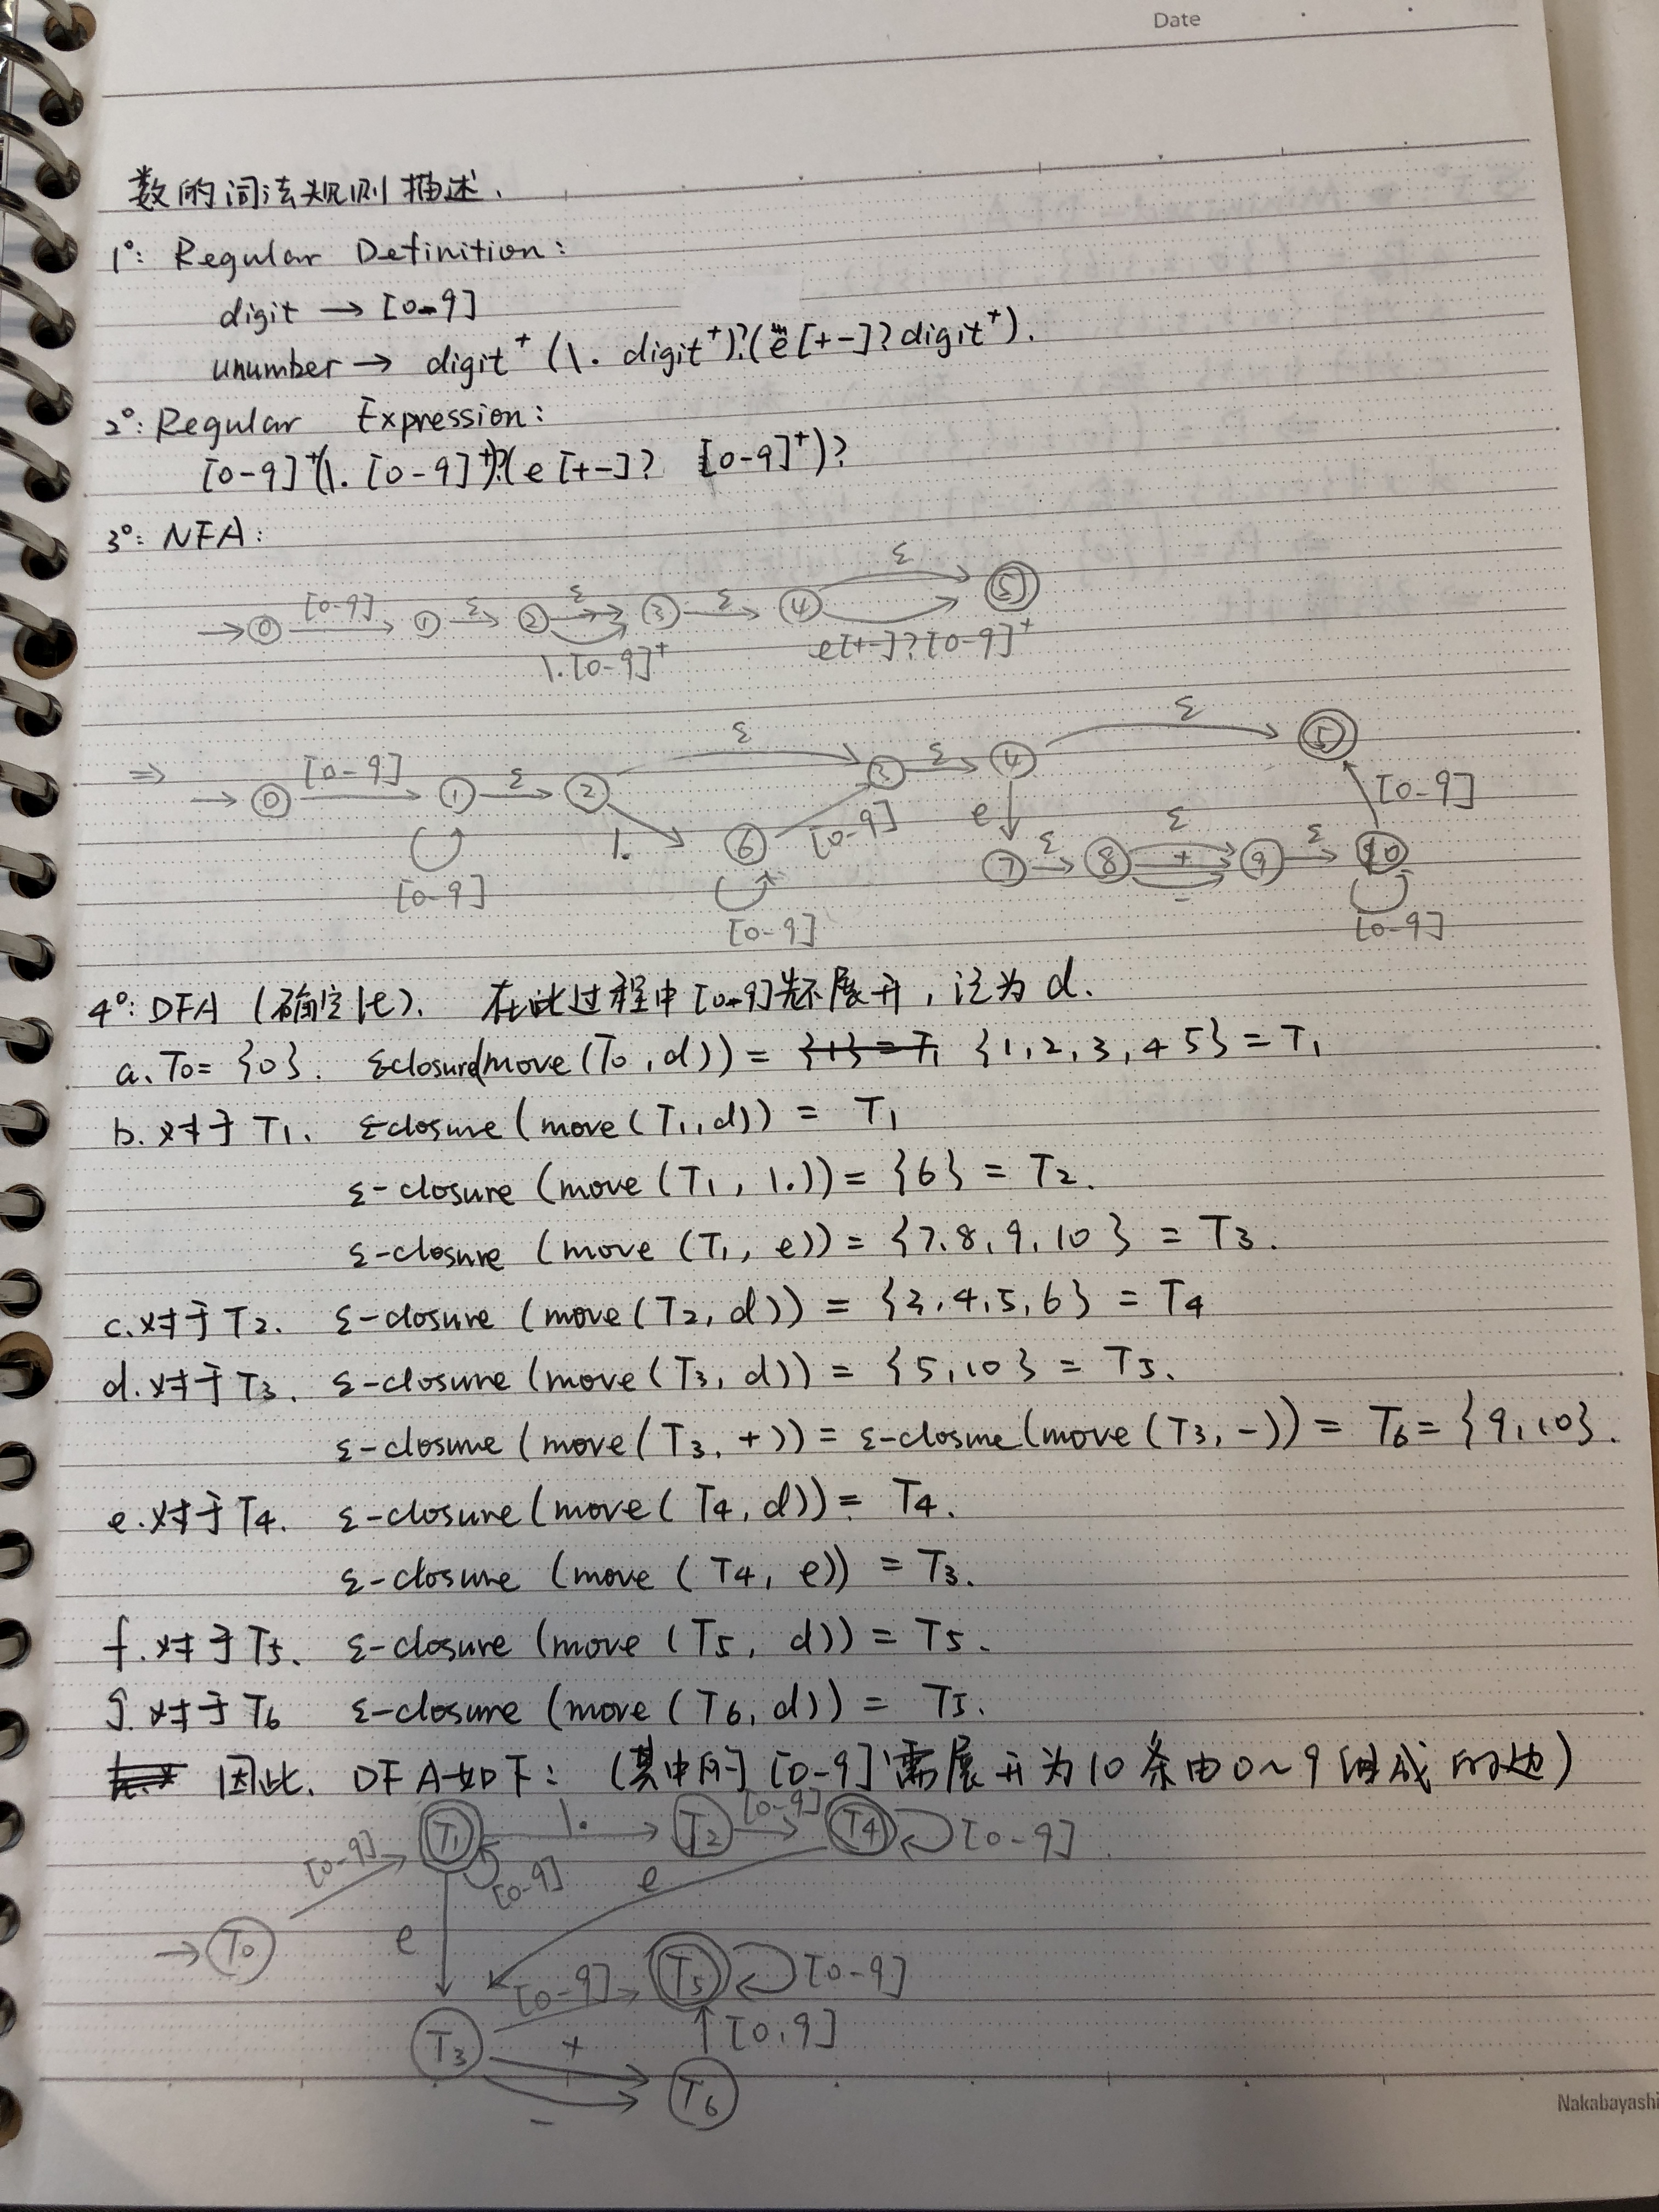 Date
数的词法规则描述.
1°: Regular Definition:
digit → [0-9]
unumber → digit⁺ (\. digit⁺)?(e[+-]?digit⁺).
2°: Regular Expression:
[0-9]⁺(\. [0-9]⁺)?(e[+-]? [0-9]⁺)?
3°: NFA:
→ 0 [0-9] 1 ε 2 ε 3 ε 4 ε 5
\.[0-9]⁺ e[+-]?[0-9]⁺
⇒ → 0 [0-9] 1 ε 2 ε 3 ε 4 ε 5
\. 6 [0-9] e 7 ε 8 ε + - 9 ε 10 [0-9]
[0-9] [0-9] [0-9]
4°: DFA (确定化). 在此过程中[0-9]先不展开, 记为 d.
a. T₀= {0}. εclosure(move(T₀, d)) = {1} = T₁ {1,2,3,4 5} = T₁
b. 对于 T₁. ε-closure (move(T₁, d)) = T₁
ε-closure (move (T₁, \.)) = {6} = T₂.
ε-closure (move (T₁, e)) = {7,8,9,10} = T₃.
c. 对于 T₂. ε-closure (move(T₂, d)) = {3,4,5,6} = T₄
d. 对于 T₃. ε-closure (move(T₃, d)) = {5,10} = T₅.
ε-closure (move(T₃, +)) = ε-closure(move(T₃, -)) = T₆ = {9,10}.
e. 对于 T₄. ε-closure (move(T₄, d)) = T₄.
ε-closure (move (T₄, e)) = T₃.
f. 对于 T₅. ε-closure (move (T₅, d)) = T₅.
g. 对于 T₆ ε-closure (move (T₆, d)) = T₅.
因此. DFA如下: (其中的 [0-9] 需展开为10条由0~9组成的边)
T₁ \. T₂ [0-9] T₄ [0-9]
[0-9] [0-9] e
→ T₀ e T₅ [0-9]
[0-9] [0,9]
T₃ + - T₆
Nakabayashi